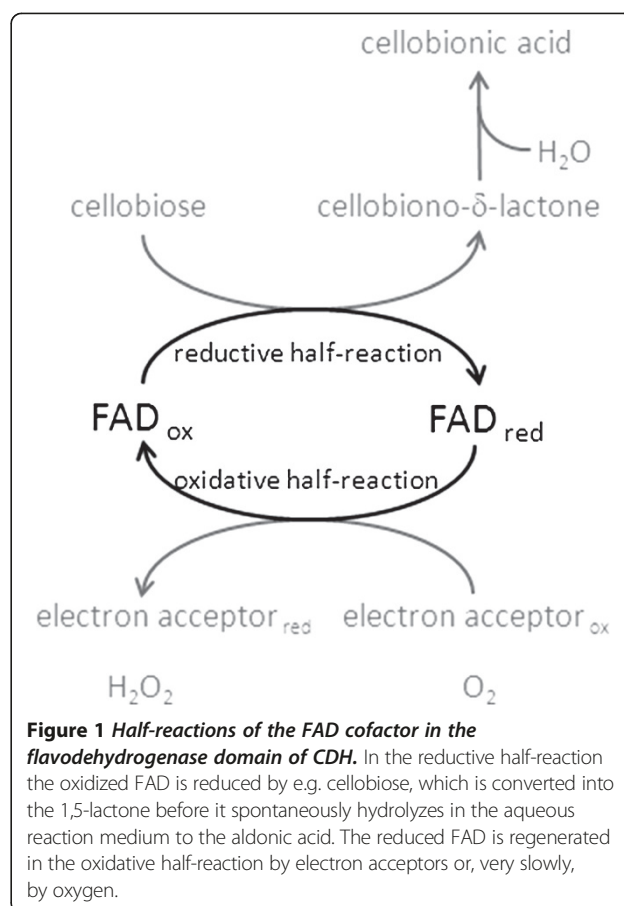 cellobionic acid
H₂O
cellobiose cellobiono-δ-lactone
reductive half-reaction
FAD ox FAD red
oxidative half-reaction
electron acceptor red electron acceptor ox
H₂O₂ O₂
Figure 1 Half-reactions of the FAD cofactor in the
flavodehydrogenase domain of CDH. In the reductive half-reaction
the oxidized FAD is reduced by e.g. cellobiose, which is converted into
the 1,5-lactone before it spontaneously hydrolyzes in the aqueous
reaction medium to the aldonic acid. The reduced FAD is regenerated
in the oxidative half-reaction by electron acceptors or, very slowly,
by oxygen.